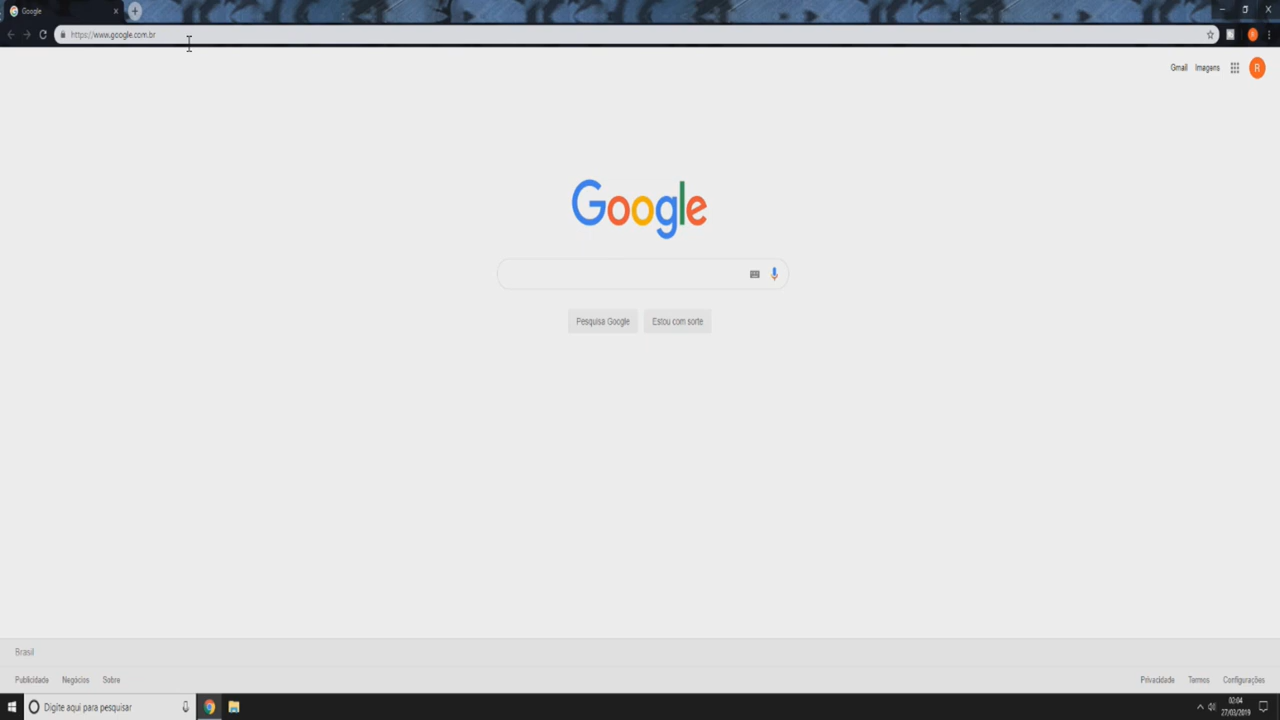 Google
https://www.google.com.br
Gmail Imagens
R
Google
Pesquisa Google Estou com sorte
Brasil
Publicidade Negócios Sobre
Privacidade Termos Configurações
Digite aqui para pesquisar
02:04
27/03/2019